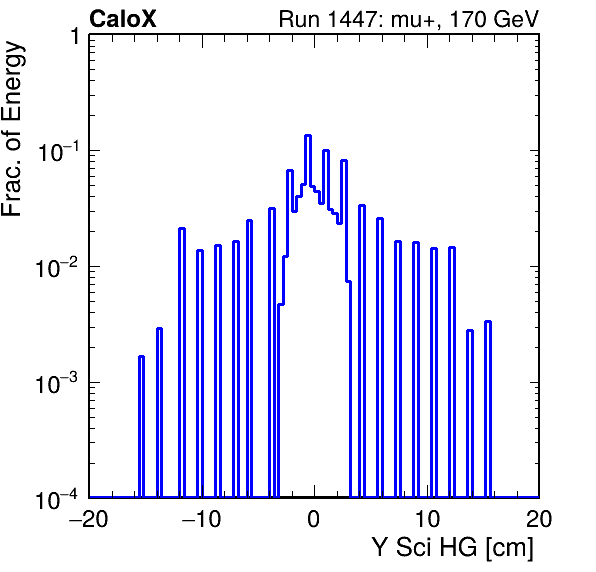 CaloX Run 1447: mu+, 170 GeV
Frac. of Energy
1
10⁻¹
10⁻²
10⁻³
10⁻⁴
−20 −10 0 10 20
Y Sci HG [cm]